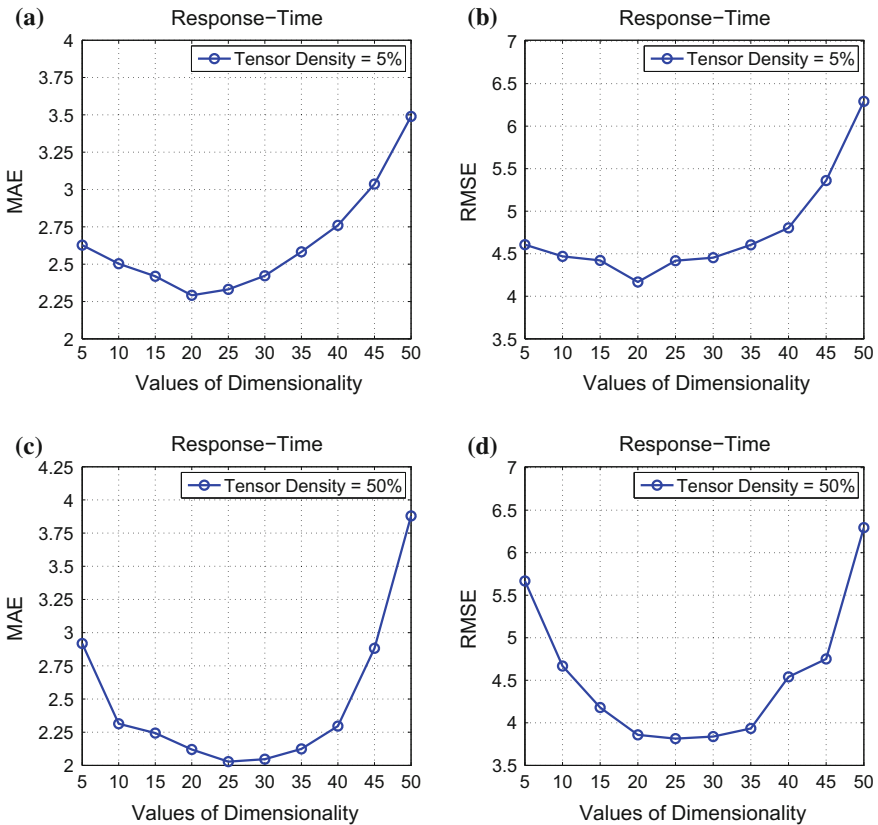 (a)
Response-Time
Tensor Density = 5%
MAE
4
3.75
3.5
3.25
3
2.75
2.5
2.25
2
5 10 15 20 25 30 35 40 45 50
Values of Dimensionality
(b)
Response-Time
Tensor Density = 5%
RMSE
7
6.5
6
5.5
5
4.5
4
3.5
5 10 15 20 25 30 35 40 45 50
Values of Dimensionality
(c)
Response-Time
Tensor Density = 50%
MAE
4.25
4
3.75
3.5
3.25
3
2.75
2.5
2.25
2
5 10 15 20 25 30 35 40 45 50
Values of Dimensionality
(d)
Response-Time
Tensor Density = 50%
RMSE
7
6.5
6
5.5
5
4.5
4
3.5
5 10 15 20 25 30 35 40 45 50
Values of Dimensionality